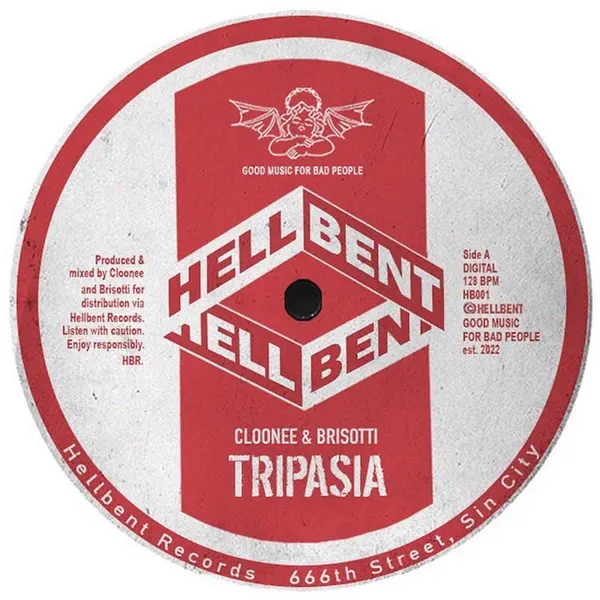 GOOD MUSIC FOR BAD PEOPLE
HELL BENT
HELL BENT
Produced &
mixed by Cloonee
and Brisotti for
distribution via
Hellbent Records.
Listen with caution.
Enjoy responsibly.
HBR.
Side A
DIGITAL
128 BPM
HB001
©HELLBENT
GOOD MUSIC
FOR BAD PEOPLE
est. 2022
CLOONEE & BRISOTTI
TRIPASIA
Hellbent Records 666th Street, Sin City